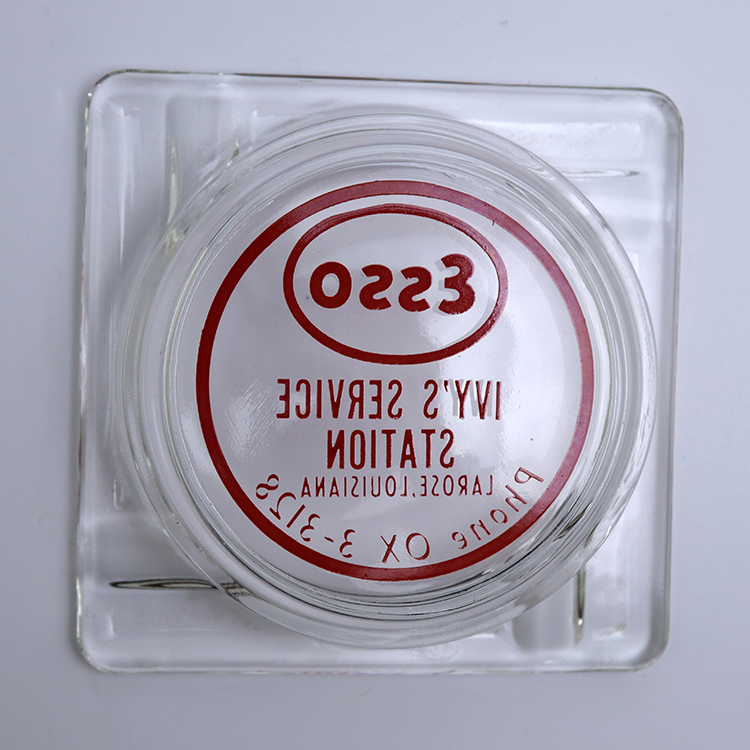 Esso
IVY'S SERVICE
STATION
LAROSE, LOUISIANA
Phone OX 3-3128